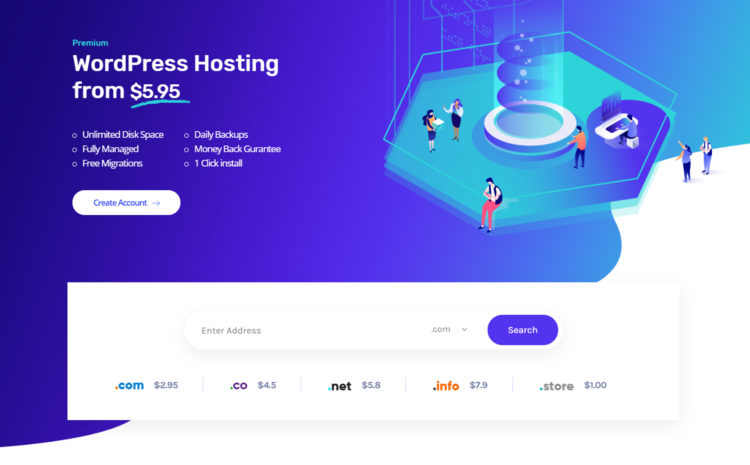 Premium
WordPress Hosting
from $5.95
Unlimited Disk Space
Daily Backups
Fully Managed
Money Back Gurantee
Free Migrations
1 Click install
Create Account →
Enter Address
.com
Search
.com $2.95
.co $4.5
.net $5.8
.info $7.9
.store $1.00